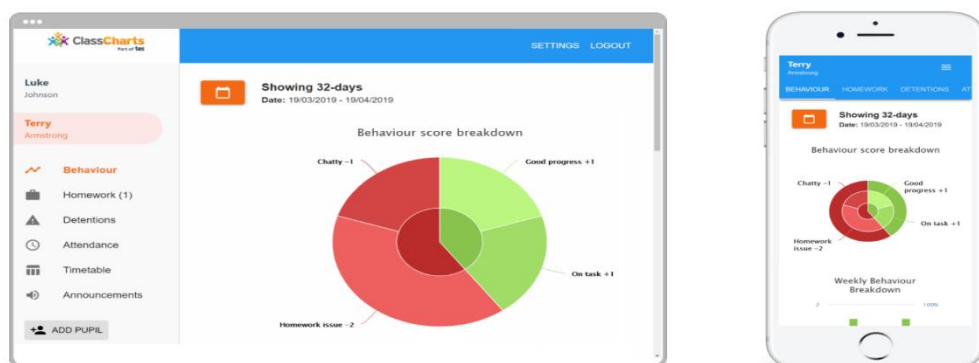 ClassCharts
Part of tes
SETTINGS LOGOUT
Luke
Johnson
Terry
Armstrong
Behaviour
Homework (1)
Detentions
Attendance
Timetable
Announcements
ADD PUPIL
Showing 32-days
Date: 19/03/2019 - 19/04/2019
Behaviour score breakdown
Chatty -1
Good progress +1
On task +1
Homework issue -2
Terry
Armstrong
BEHAVIOUR HOMEWORK DETENTIONS AT
Showing 32-days
Date: 19/03/2019 - 19/04/2019
Behaviour score breakdown
Chatty -1
Good
progress +1
On task +1
Homework
issue -2
Weekly Behaviour
Breakdown
2